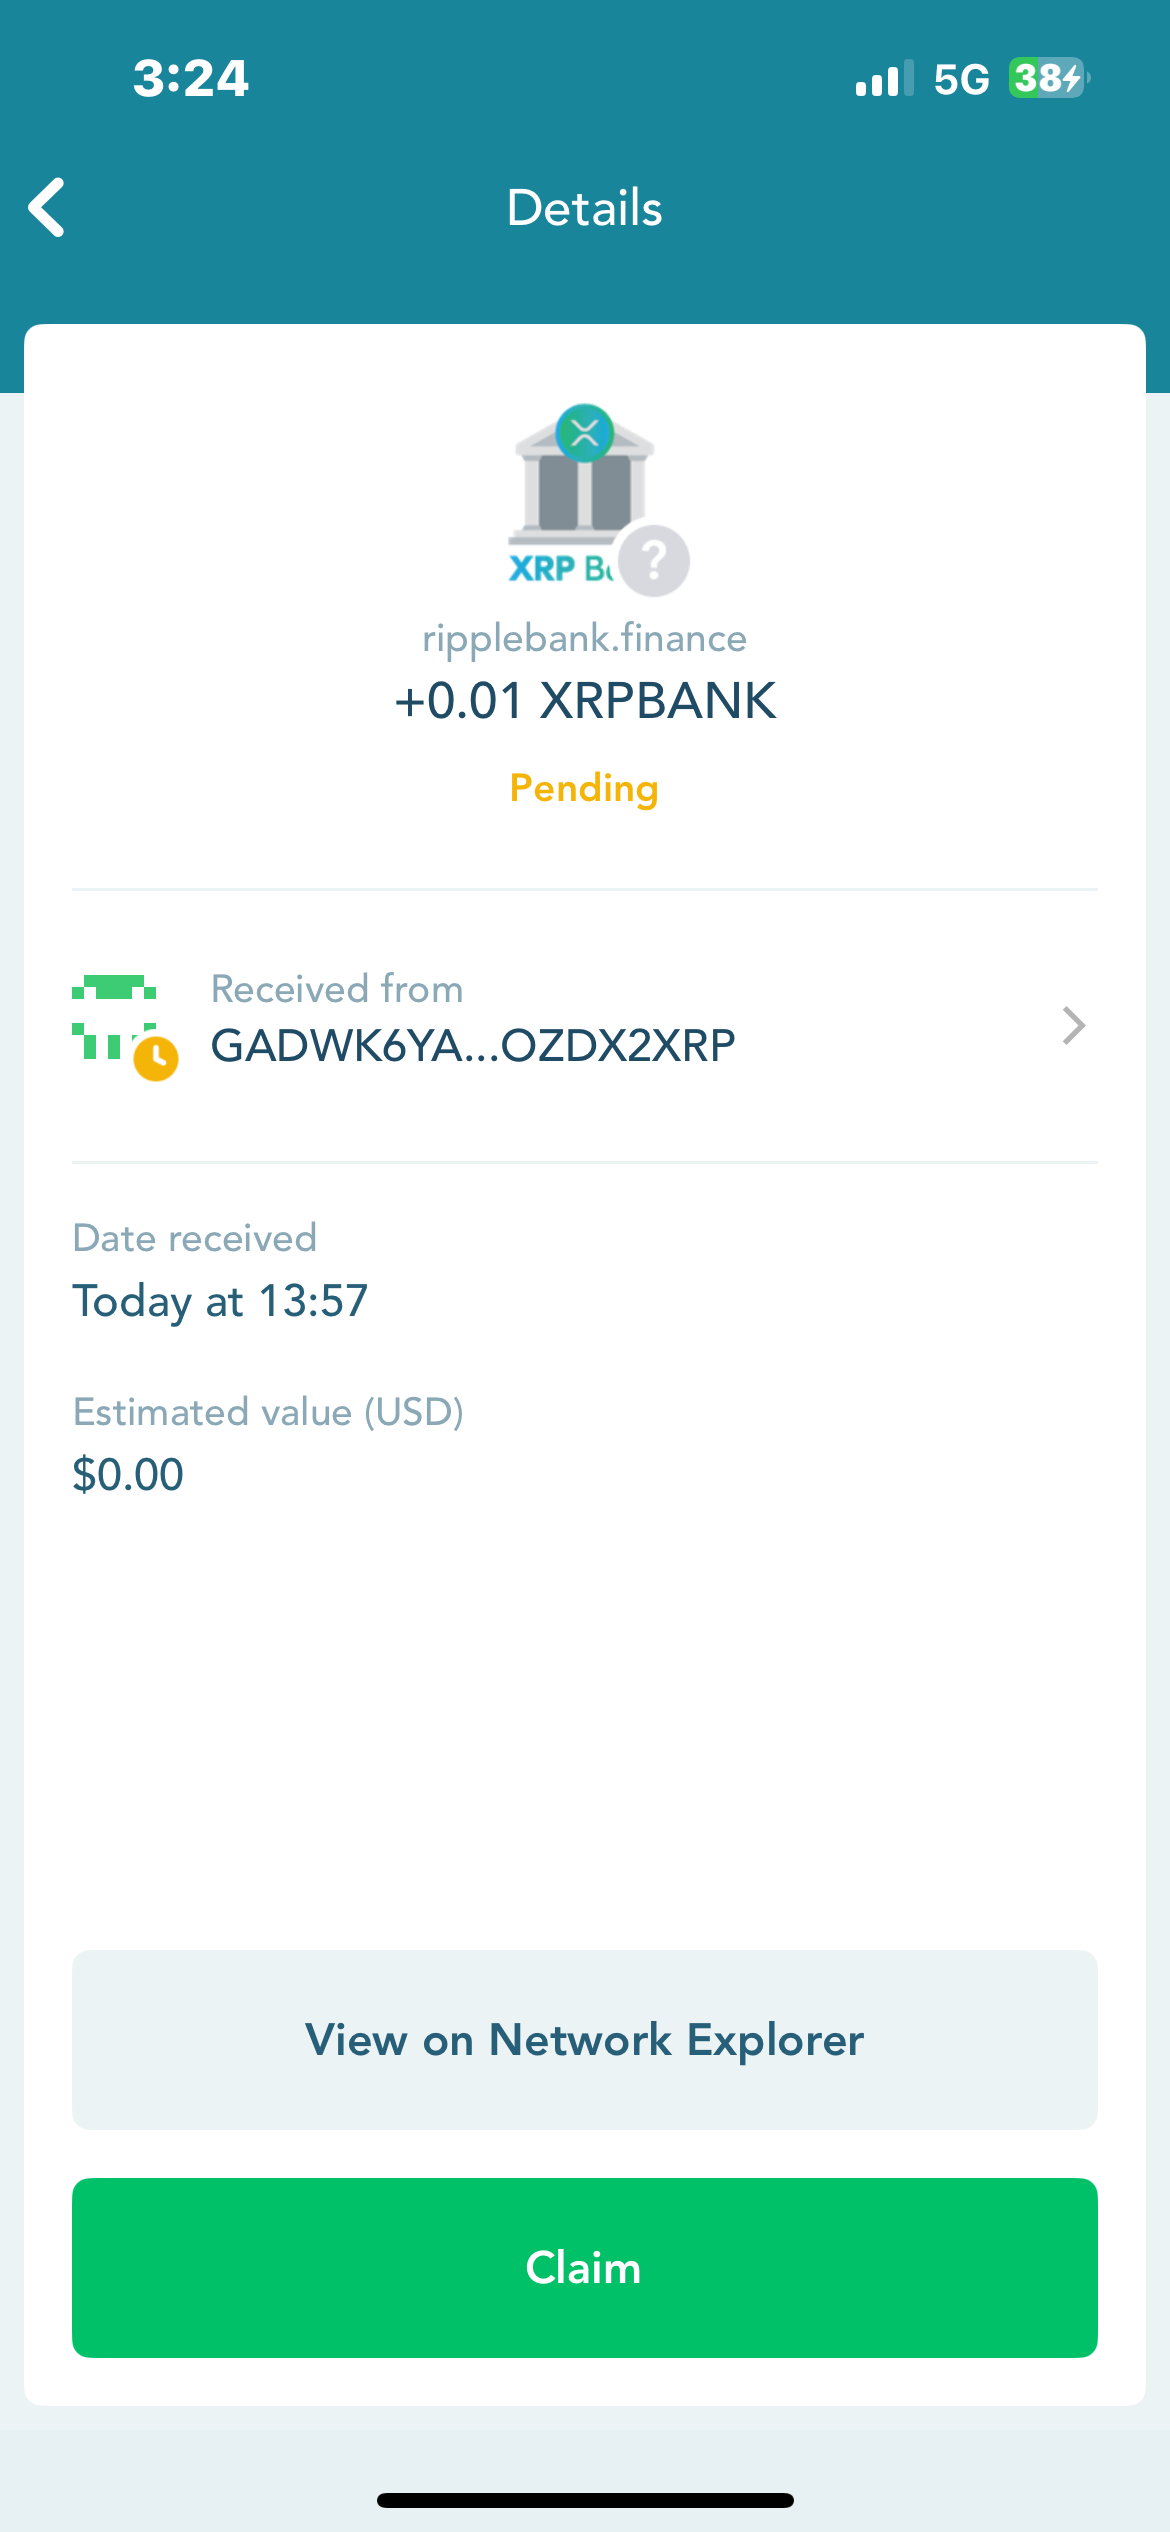 3:24
5G 38
Details
XRP
ripplebank.finance
+0.01 XRPBANK
Pending
Received from
GADWK6YA...OZDX2XRP
Date received
Today at 13:57
Estimated value (USD)
$0.00
View on Network Explorer
Claim